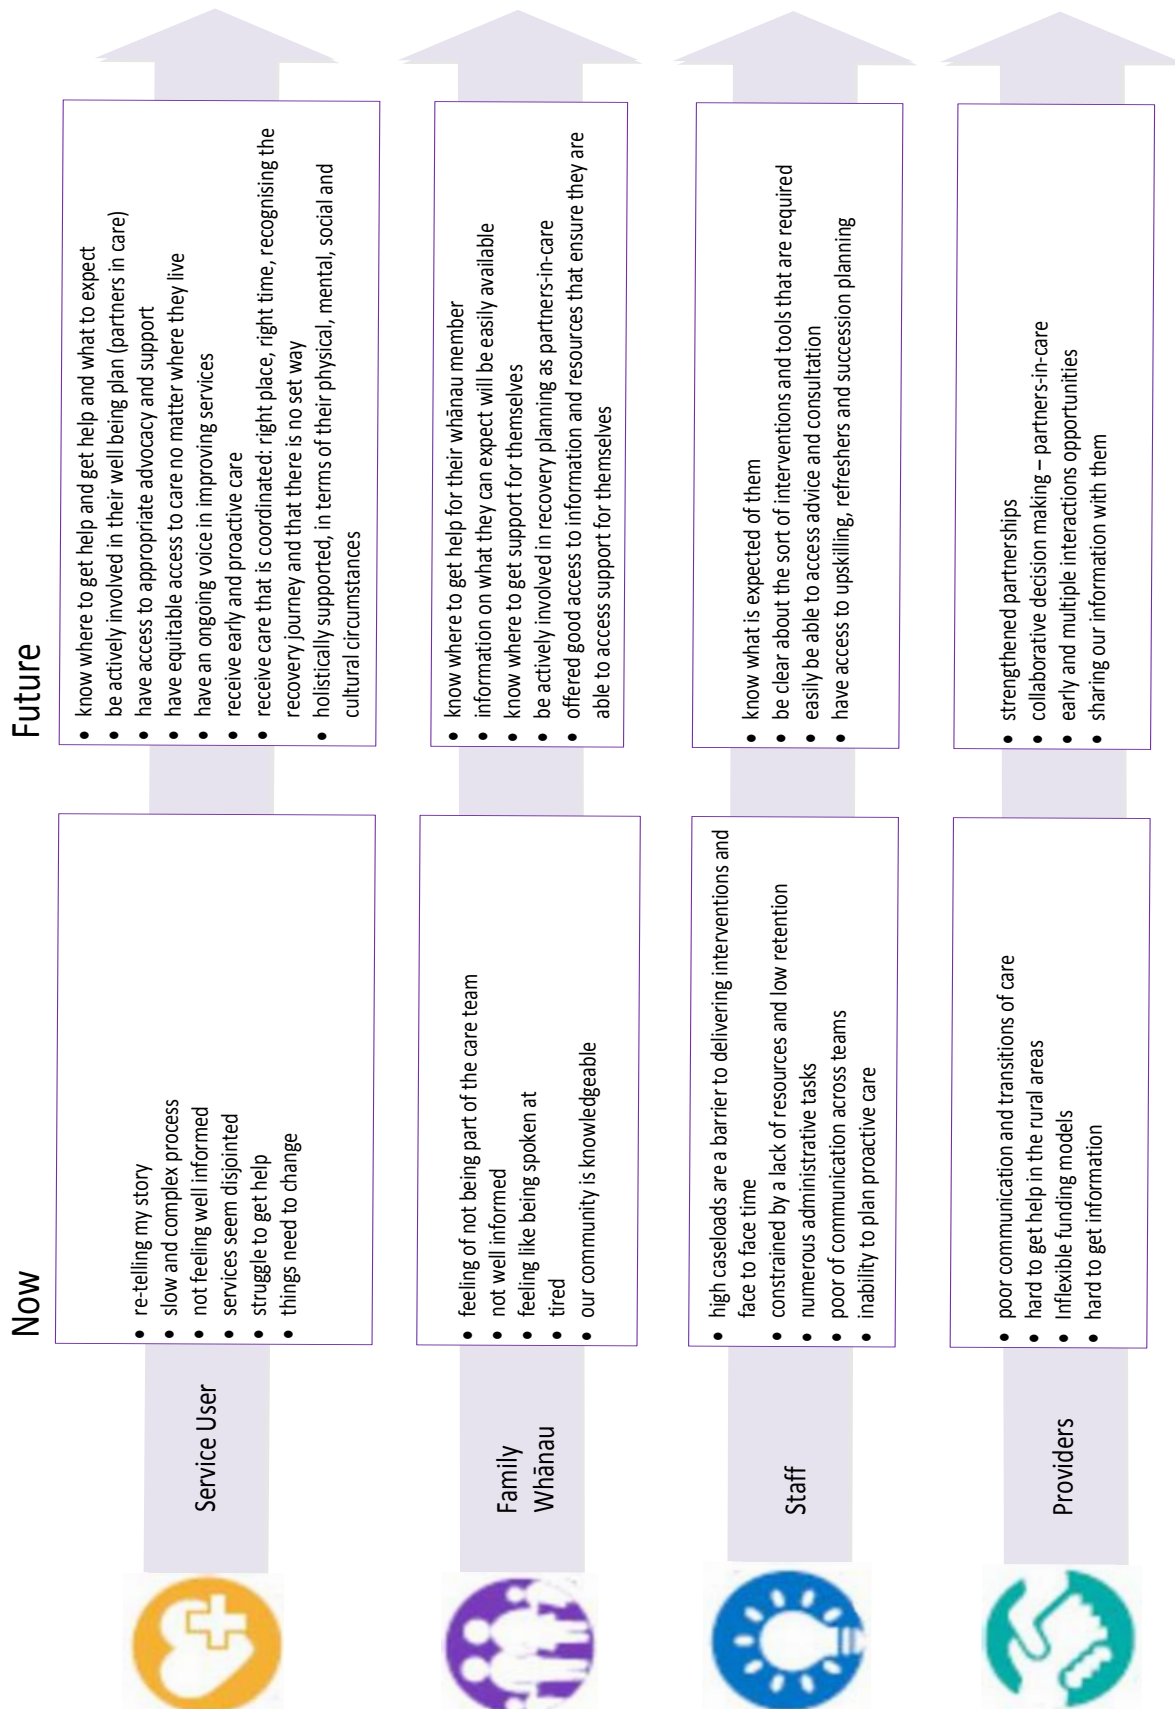 Now
Future
Service User
• re-telling my story
• slow and complex process
• not feeling well informed
• services seem disjointed
• struggle to get help
• things need to change
• know where to get help and get help and what to expect
• be actively involved in their well being plan (partners in care)
• have access to appropriate advocacy and support
• have equitable access to care no matter where they live
• have an ongoing voice in improving services
• receive early and proactive care
• receive care that is coordinated: right place, right time, recognising the
recovery journey and that there is no set way
• holistically supported, in terms of their physical, mental, social and
cultural circumstances
Family
Whānau
• feeling of not being part of the care team
• not well informed
• feeling like being spoken at
• tired
• our community is knowledgeable
• know where to get help for their whānau member
• information on what they can expect will be easily available
• know where to get support for themselves
• be actively involved in recovery planning as partners-in-care
• offered good access to information and resources that ensure they are
able to access support for themselves
Staff
• high caseloads are a barrier to delivering interventions and
face to face time
• constrained by a lack of resources and low retention
• numerous administrative tasks
• poor of communication across teams
• inability to plan proactive care
• know what is expected of them
• be clear about the sort of interventions and tools that are required
• easily be able to access advice and consultation
• have access to upskilling, refreshers and succession planning
Providers
• poor communication and transitions of care
• hard to get help in the rural areas
• Inflexible funding models
• hard to get information
• strengthened partnerships
• collaborative decision making – partners-in-care
• early and multiple interactions opportunities
• sharing our information with them